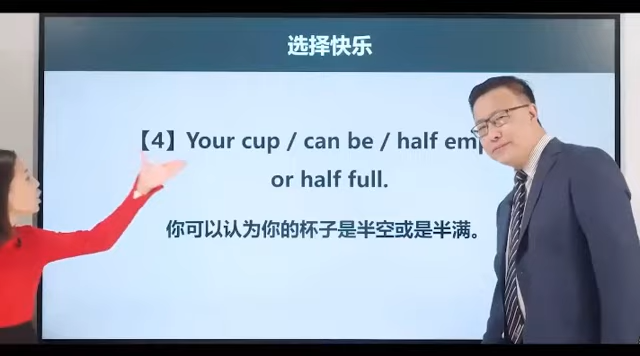 选择快乐
【4】Your cup / can be / half
or half full.
你可以认为你的杯子是半空或是半满。